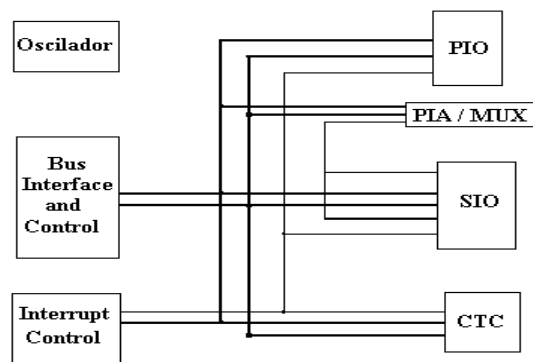 Oscilador
PIO
PIA / MUX
Bus
Interface
and
Control
SIO
Interrupt
Control
CTC